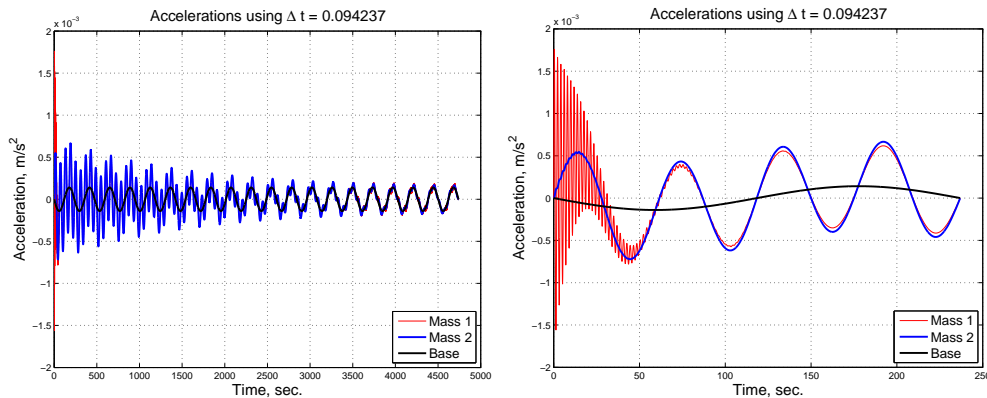 Accelerations using Δ t = 0.094237
x 10⁻³
2
1.5
1
0.5
0
−0.5
−1
−1.5
−2
Acceleration, m/s²
0 500 1000 1500 2000 2500 3000 3500 4000 4500 5000
Time, sec.
Mass 1
Mass 2
Base
Accelerations using Δ t = 0.094237
x 10⁻³
2
1.5
1
0.5
0
−0.5
−1
−1.5
−2
Acceleration, m/s²
0 50 100 150 200 250
Time, sec.
Mass 1
Mass 2
Base